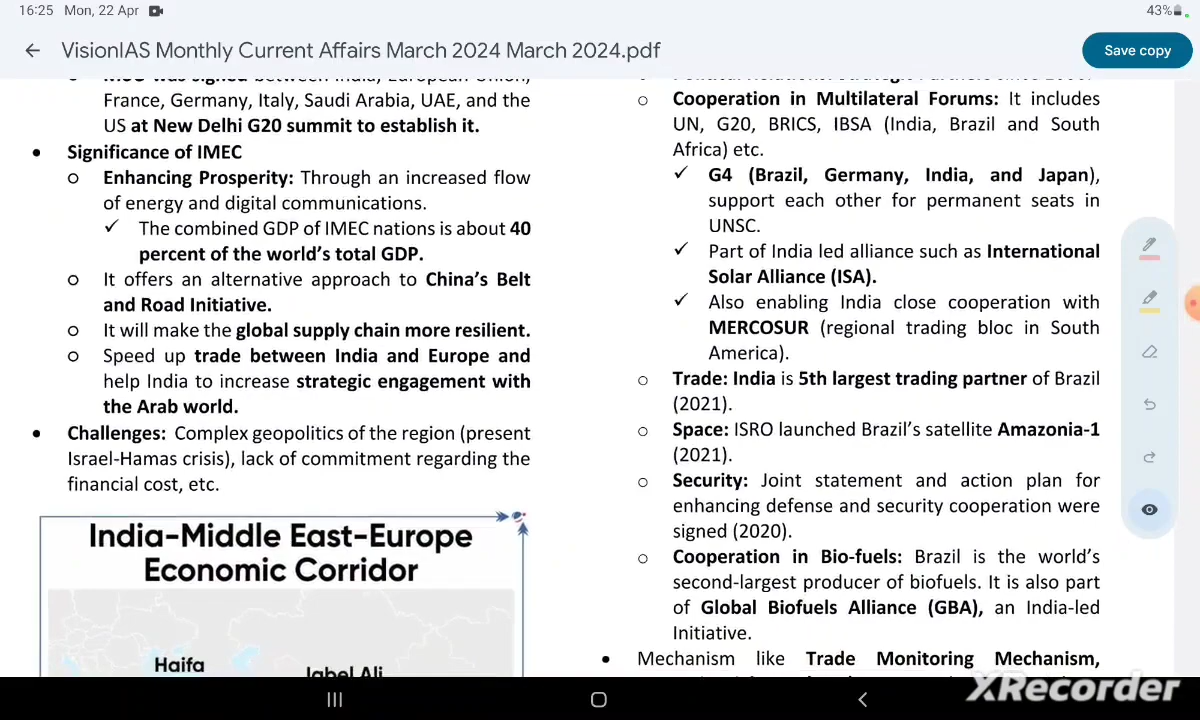 16:25 Mon, 22 Apr
43%
VisionIAS Monthly Current Affairs March 2024 March 2024.pdf
Save copy
MOU was signed between India, European Union,
France, Germany, Italy, Saudi Arabia, UAE, and the
US at New Delhi G20 summit to establish it.
• Significance of IMEC
o Enhancing Prosperity: Through an increased flow
of energy and digital communications.
✓ The combined GDP of IMEC nations is about 40
percent of the world's total GDP.
o It offers an alternative approach to China's Belt
and Road Initiative.
o It will make the global supply chain more resilient.
o Speed up trade between India and Europe and
help India to increase strategic engagement with
the Arab world.
• Challenges: Complex geopolitics of the region (present
Israel-Hamas crisis), lack of commitment regarding the
financial cost, etc.
India-Middle East-Europe
Economic Corridor
Haifa
Jabel Ali
o Cooperation in Multilateral Forums: It includes
UN, G20, BRICS, IBSA (India, Brazil and South
Africa) etc.
✓ G4 (Brazil, Germany, India, and Japan),
support each other for permanent seats in
UNSC.
✓ Part of India led alliance such as International
Solar Alliance (ISA).
✓ Also enabling India close cooperation with
MERCOSUR (regional trading bloc in South
America).
o Trade: India is 5th largest trading partner of Brazil
(2021).
o Space: ISRO launched Brazil's satellite Amazonia-1
(2021).
o Security: Joint statement and action plan for
enhancing defense and security cooperation were
signed (2020).
o Cooperation in Bio-fuels: Brazil is the world's
second-largest producer of biofuels. It is also part
of Global Biofuels Alliance (GBA), an India-led
Initiative.
• Mechanism like Trade Monitoring Mechanism,
XRecorder